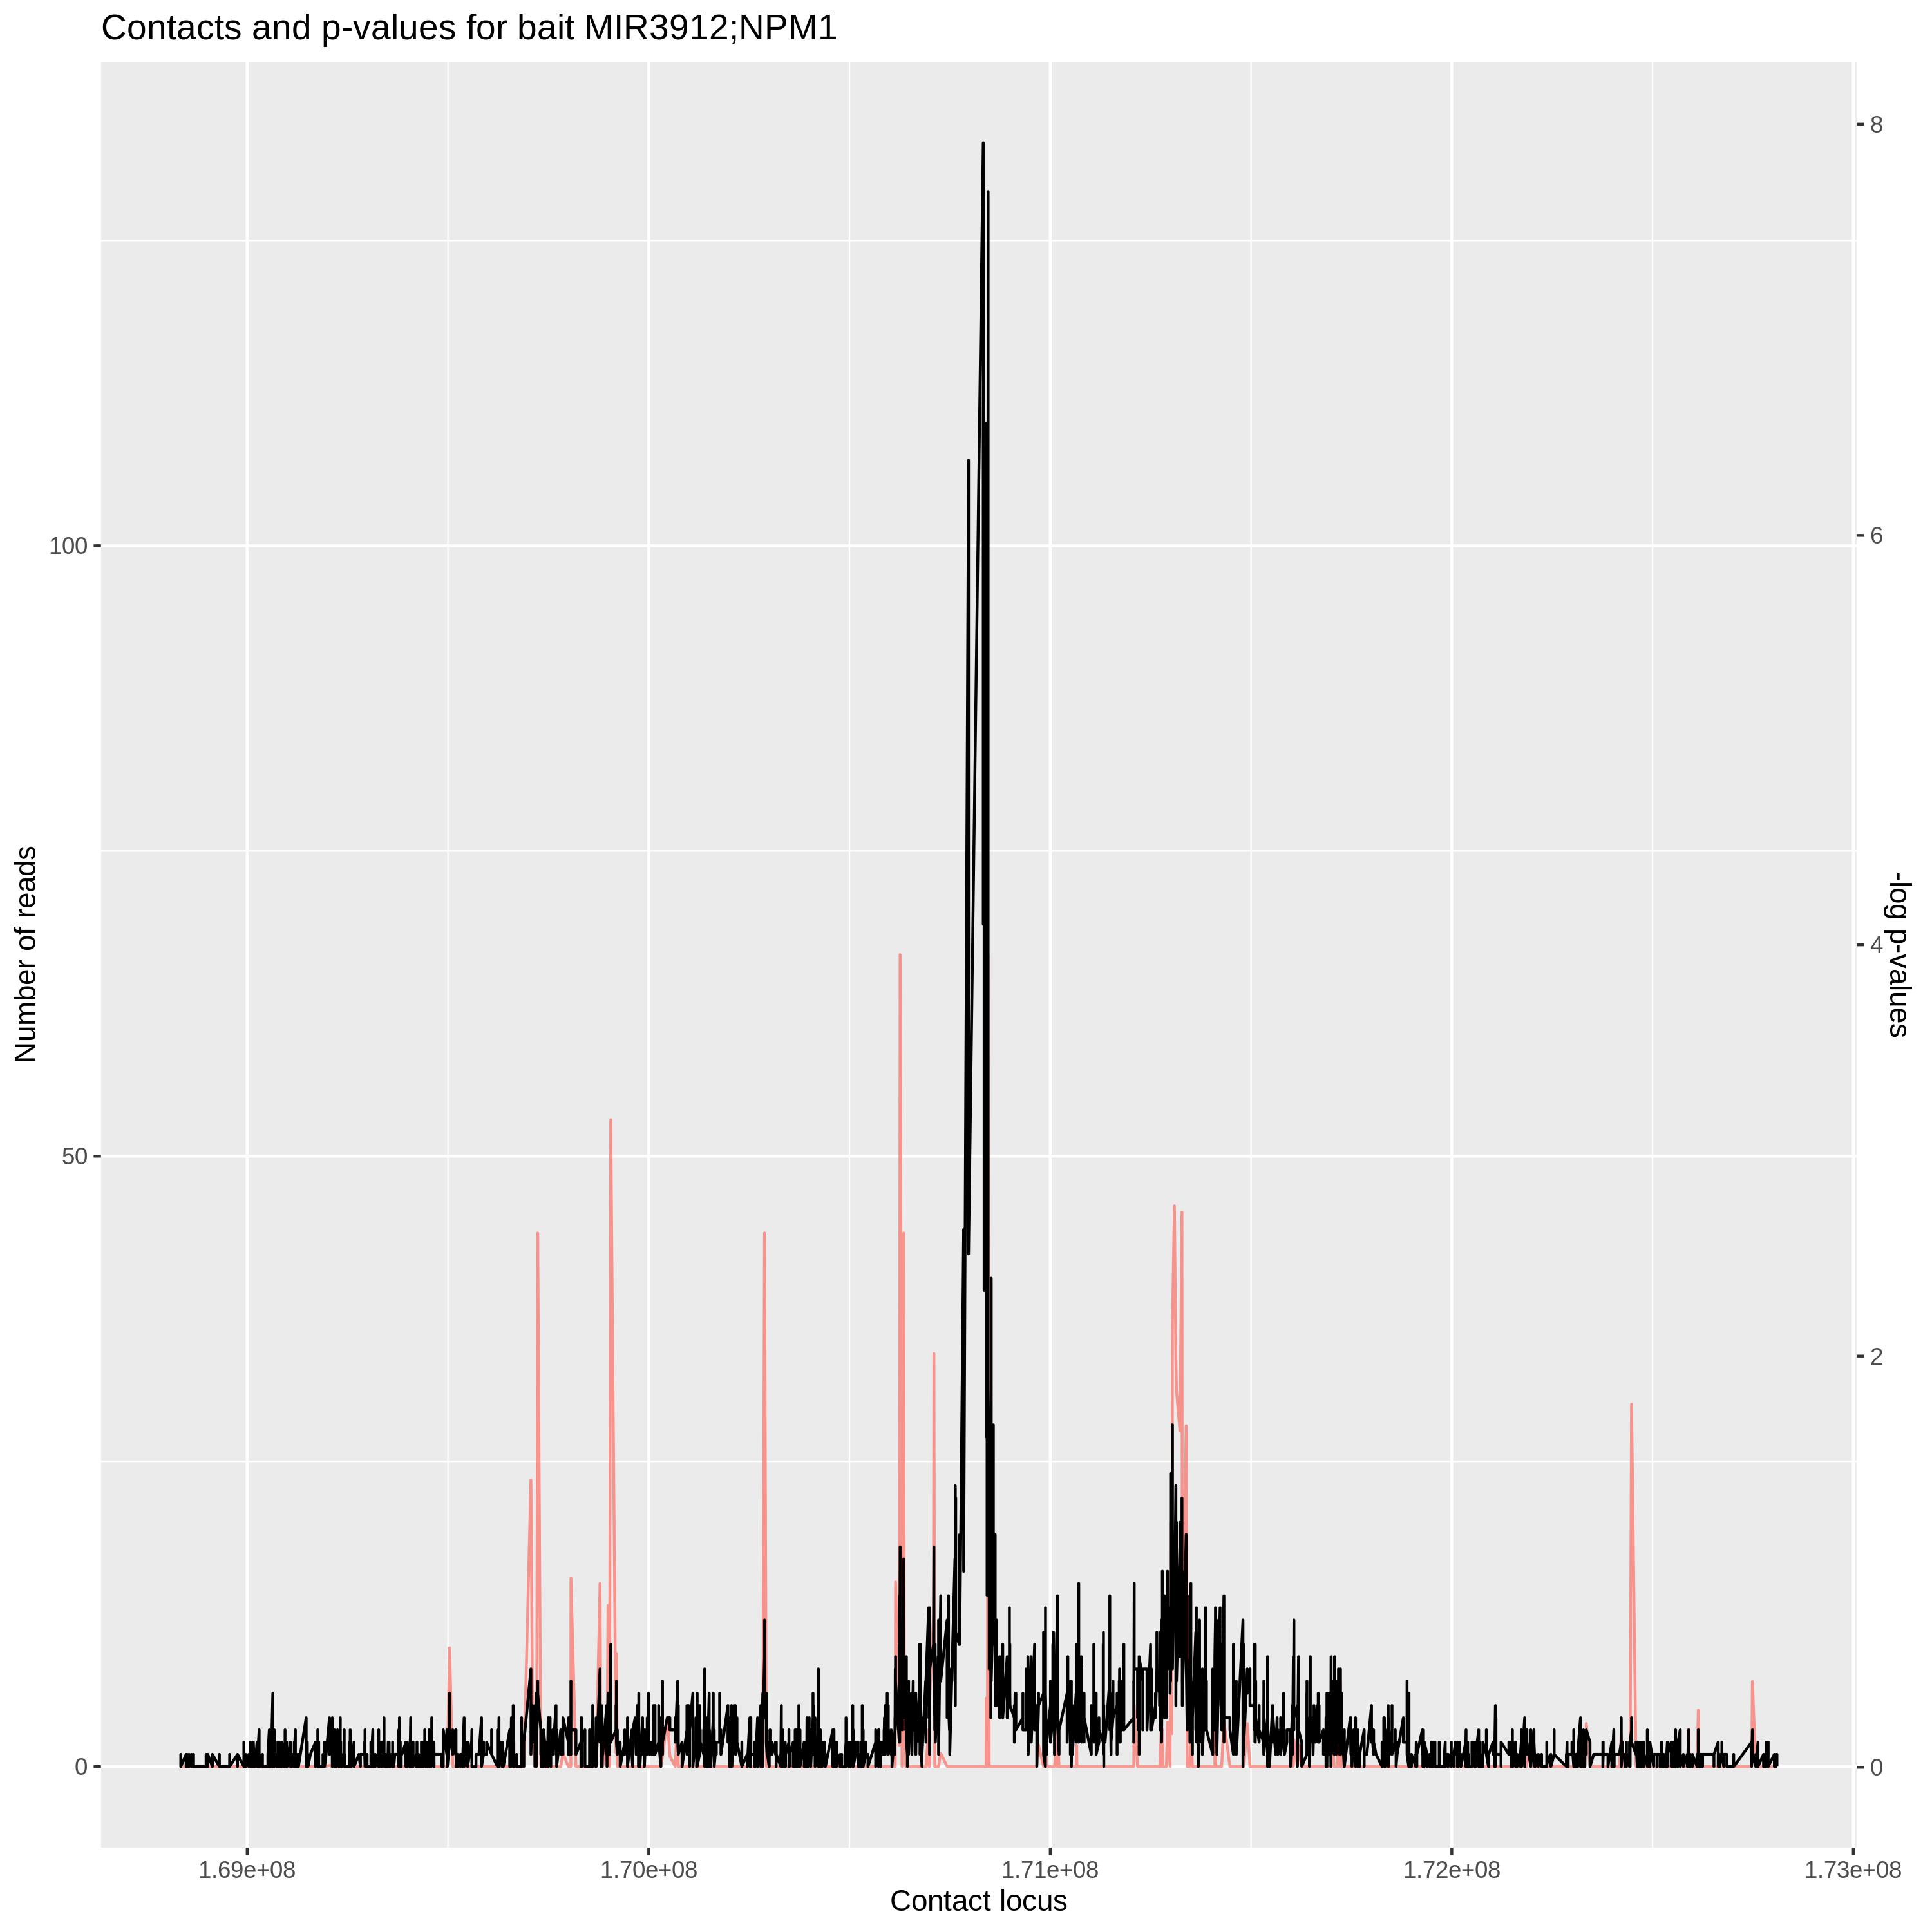 Contacts and p-values for bait MIR3912;NPM1
Number of reads
100
50
0
8
6
4
2
0
-log p-values
1.69e+08
1.70e+08
1.71e+08
1.72e+08
1.73e+08
Contact locus